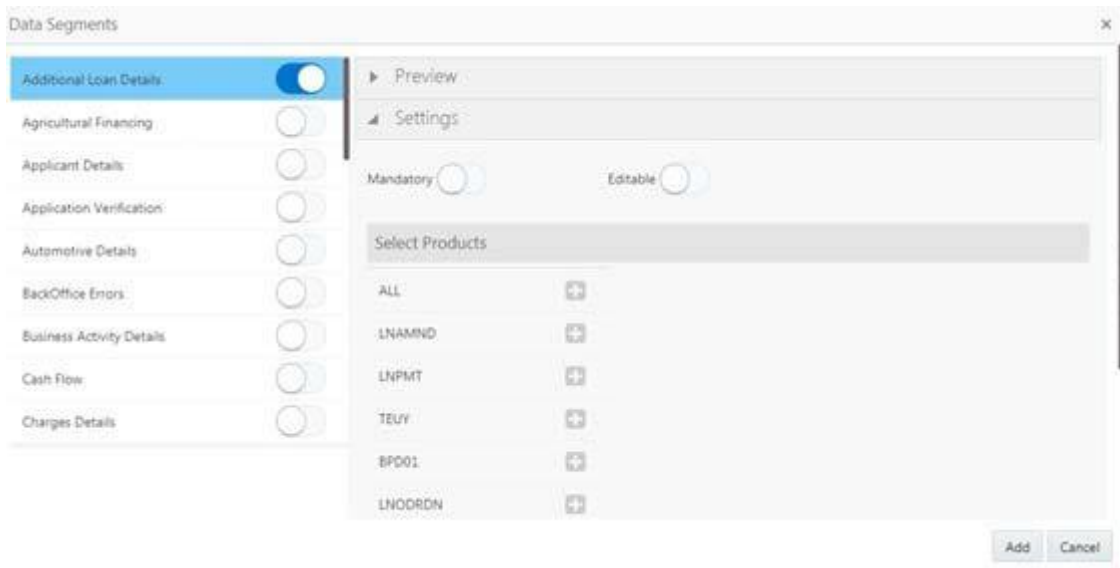 Data Segments
×
Additional Loan Details
Agricultural Financing
Applicant Details
Application Verification
Automotive Details
BackOffice Errors
Business Activity Details
Cash Flow
Charges Details
Preview
Settings
Mandatory
Editable
Select Products
ALL
LNAMND
LNPMT
TEUY
BPD01
LNODRDN
Add
Cancel